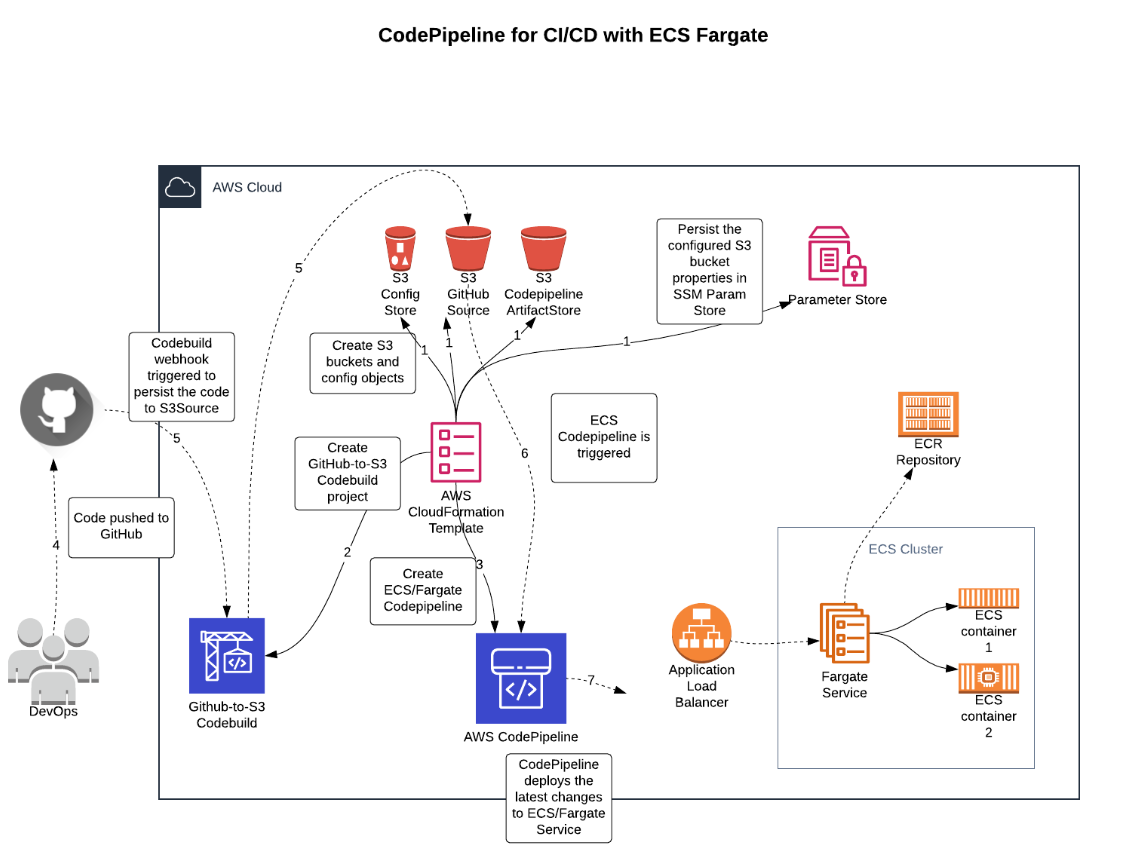 CodePipeline for CI/CD with ECS Fargate
AWS Cloud
5
S3
Config
Store
S3
GitHub
Source
S3
Codepipeline
ArtifactStore
Persist the
configured S3
bucket
properties in
SSM Param
Store
Parameter Store
Codebuild
webhook
triggered to
persist the code
to S3Source
Create S3
buckets and
config objects
1
1
1
1
5
Create
GitHub-to-S3
Codebuild
project
AWS
CloudFormation
Template
ECS
Codepipeline is
triggered
6
ECR
Repository
Code pushed to
GitHub
4
2
3
Create
ECS/Fargate
Codepipeline
ECS Cluster
ECS
container
1
ECS
container
2
Fargate
Service
Application
Load
Balancer
7
DevOps
Github-to-S3
Codebuild
AWS CodePipeline
CodePipeline
deploys the
latest changes
to ECS/Fargate
Service